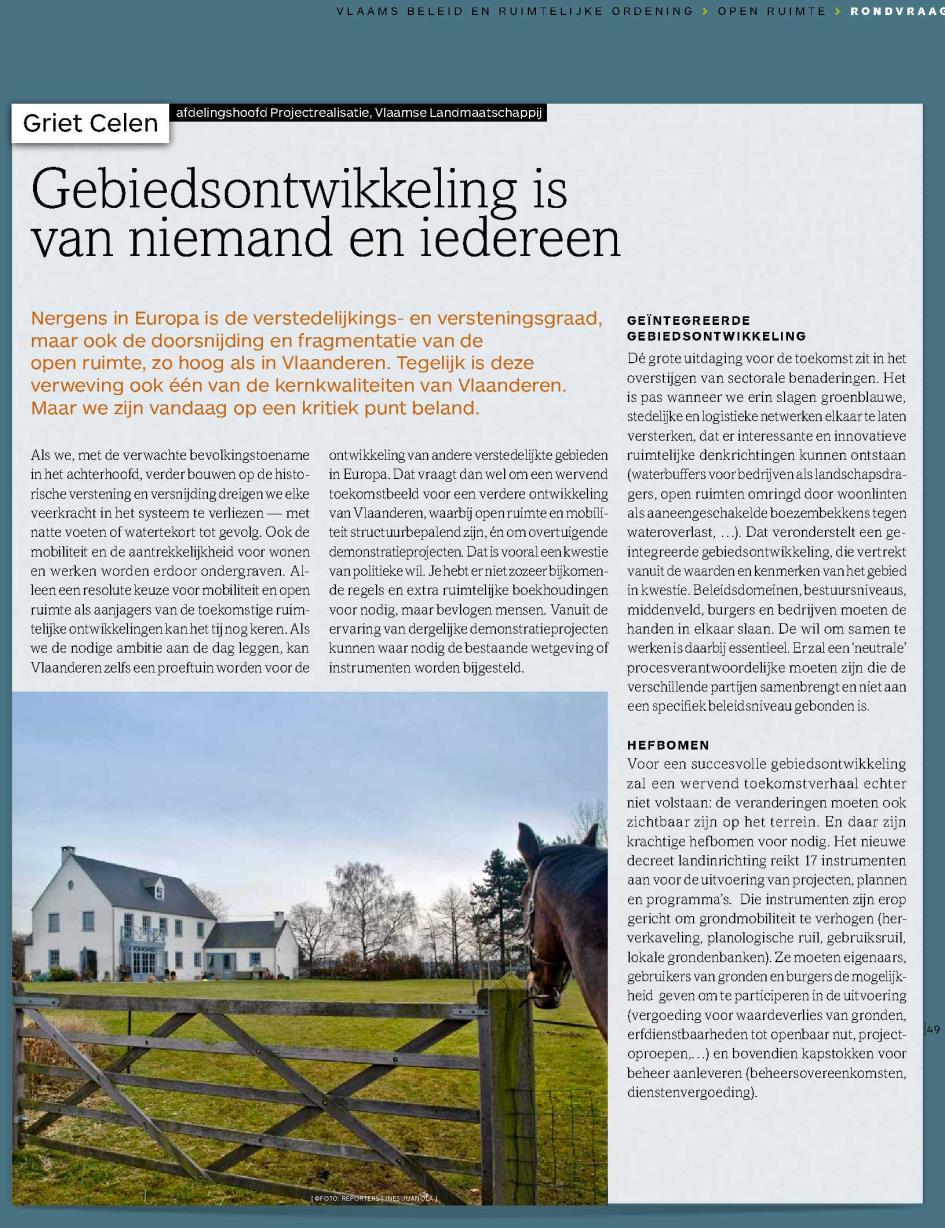 VLAAMS BELEID EN RUIMTELIJKE ORDENING > OPEN RUIMTE > RONDVRAAG
Griet Celen
afdelingshoofd Projectrealisatie, Vlaamse Landmaatschappij
Gebiedsontwikkeling is
van niemand en iedereen
Nergens in Europa is de verstedelijkings- en versteningsgraad,
maar ook de doorsnijding en fragmentatie van de
open ruimte, zo hoog als in Vlaanderen. Tegelijk is deze
verweving ook één van de kernkwaliteiten van Vlaanderen.
Maar we zijn vandaag op een kritiek punt beland.
Als we, met de verwachte bevolkingstoename
in het achterhoofd, verder bouwen op de histo-
rische verstening en versnijding dreigen we elke
veerkracht in het systeem te verliezen — met
natte voeten of watertekort tot gevolg. Ook de
mobiliteit en de aantrekkelijkheid voor wonen
en werken worden erdoor ondergraven. Al-
leen een resolute keuze voor mobiliteit en open
ruimte als aanjagers van de toekomstige ruim-
telijke ontwikkelingen kan het tij nog keren. Als
we de nodige ambitie aan de dag leggen, kan
Vlaanderen zelfs een proeftuin worden voor de
ontwikkeling van andere verstedelijkte gebieden
in Europa. Dat vraagt dan wel om een wervend
toekomstbeeld voor een verdere ontwikkeling
van Vlaanderen, waarbij open ruimte en mobili-
teit structuurbepalend zijn, én om overtuigende
demonstratieprojecten. Dat is vooral een kwestie
van politieke wil. Je hebt er niet zozeer bijkomen-
de regels en extra ruimtelijke boekhoudingen
voor nodig, maar bevlogen mensen. Vanuit de
ervaring van dergelijke demonstratieprojecten
kunnen waar nodig de bestaande wetgeving of
instrumenten worden bijgesteld.
GEÏNTEGREERDE
GEBIEDSONTWIKKELING
Dé grote uitdaging voor de toekomst zit in het
overstijgen van sectorale benaderingen. Het
is pas wanneer we erin slagen groenblauwe,
stedelijke en logistieke netwerken elkaar te laten
versterken, dat er interessante en innovatieve
ruimtelijke denkrichtingen kunnen ontstaan
(waterbuffers voor bedrijven als landschapsdra-
gers, open ruimten omringd door woonlinten
als aaneengeschakelde boezembekkens tegen
wateroverlast, ...). Dat veronderstelt een ge-
integreerde gebiedsontwikkeling, die vertrekt
vanuit de waarden en kenmerken van het gebied
in kwestie. Beleidsdomeinen, bestuursniveaus,
middenveld, burgers en bedrijven moeten de
handen in elkaar slaan. De wil om samen te
werken is daarbij essentieel. Er zal een 'neutrale'
procesverantwoordelijke moeten zijn die de
verschillende partijen samenbrengt en niet aan
een specifiek beleidsniveau gebonden is.
HEFBOMEN
Voor een succesvolle gebiedsontwikkeling
zal een wervend toekomstverhaal echter
niet volstaan: de veranderingen moeten ook
zichtbaar zijn op het terrein. En daar zijn
krachtige hefbomen voor nodig. Het nieuwe
decreet landinrichting reikt 17 instrumenten
aan voor de uitvoering van projecten, plannen
en programma's. Die instrumenten zijn erop
gericht om grondmobiliteit te verhogen (her-
verkaveling, planologische ruil, gebruiksruil,
lokale grondenbanken). Ze moeten eigenaars,
gebruikers van gronden en burgers de mogelijk-
heid geven om te participeren in de uitvoering
(vergoeding voor waardeverlies van gronden,
erfdienstbaarheden tot openbaar nut, project-
oproepen,...) en bovendien kapstokken voor
beheer aanleveren (beheersovereenkomsten,
dienstenvergoeding).
49
[ ©FOTO: REPORTERS | INES JUANOLA ]